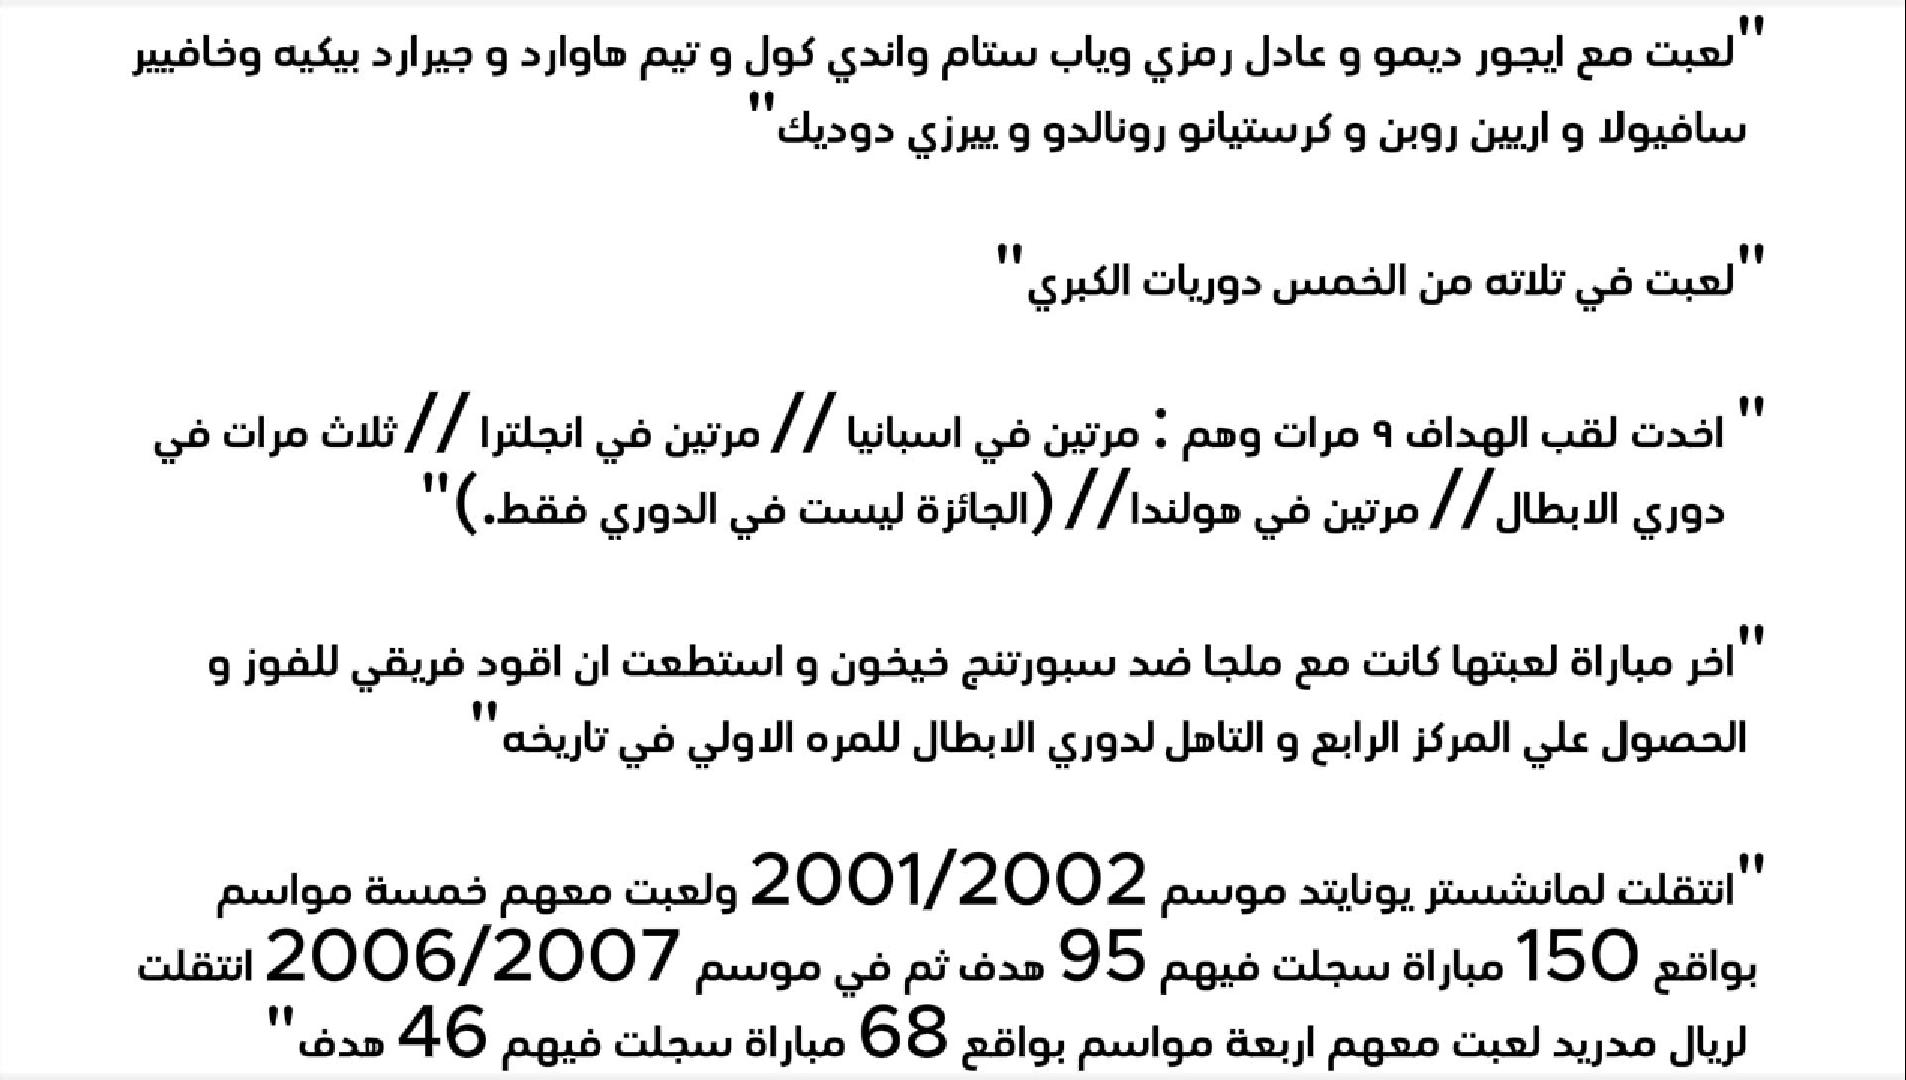 "لعبت مع ايجور ديمو و عادل رمزي وياب ستام واندي كول و تيم هاوارد و جيرارد بيكيه وخافيير
سافيولا و اريين روبن و كرستيانو رونالدو و ييرزي دوديك"
"لعبت في تلاته من الخمس دوريات الكبري"
" اخدت لقب الهداف ٩ مرات وهم : مرتين في اسبانيا // مرتين في انجلترا // ثلاث مرات في
دوري الابطال// مرتين في هولندا// (الجائزة ليست في الدوري فقط.)"
"اخر مباراة لعبتها كانت مع ملجا ضد سبورتنج خيخون و استطعت ان اقود فريقي للفوز و
الحصول علي المركز الرابع و التاهل لدوري الابطال للمره الاولي في تاريخه"
"انتقلت لمانشستر يونايتد موسم 2001/2002 ولعبت معهم خمسة مواسم
بواقع 150 مباراة سجلت فيهم 95 هدف ثم في موسم 2006/2007 انتقلت
لريال مدريد لعبت معهم اربعة مواسم بواقع 68 مباراة سجلت فيهم 46 هدف"